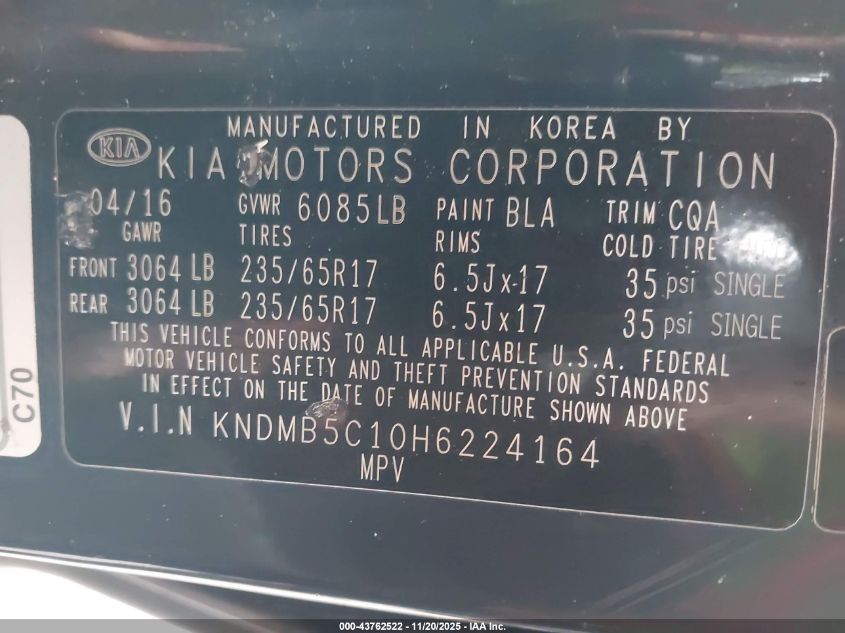 MANUFACTURED IN KOREA BY
KIA KIA MOTORS CORPORATION
04/16 GVWR 6085LB PAINT BLA TRIM CQA
GAWR TIRES RIMS COLD TIRE
FRONT 3064 LB 235/65R17 6.5Jx17 35 psi SINGLE
REAR 3064 LB 235/65R17 6.5Jx17 35 psi SINGLE
THIS VEHICLE CONFORMS TO ALL APPLICABLE U.S.A. FEDERAL
MOTOR VEHICLE SAFETY AND THEFT PREVENTION STANDARDS
IN EFFECT ON THE DATE OF MANUFACTURE SHOWN ABOVE
V.I.N KNDMB5C10H6224164
MPV
C70
000-43762522 - 11/20/2025 - IAA Inc.